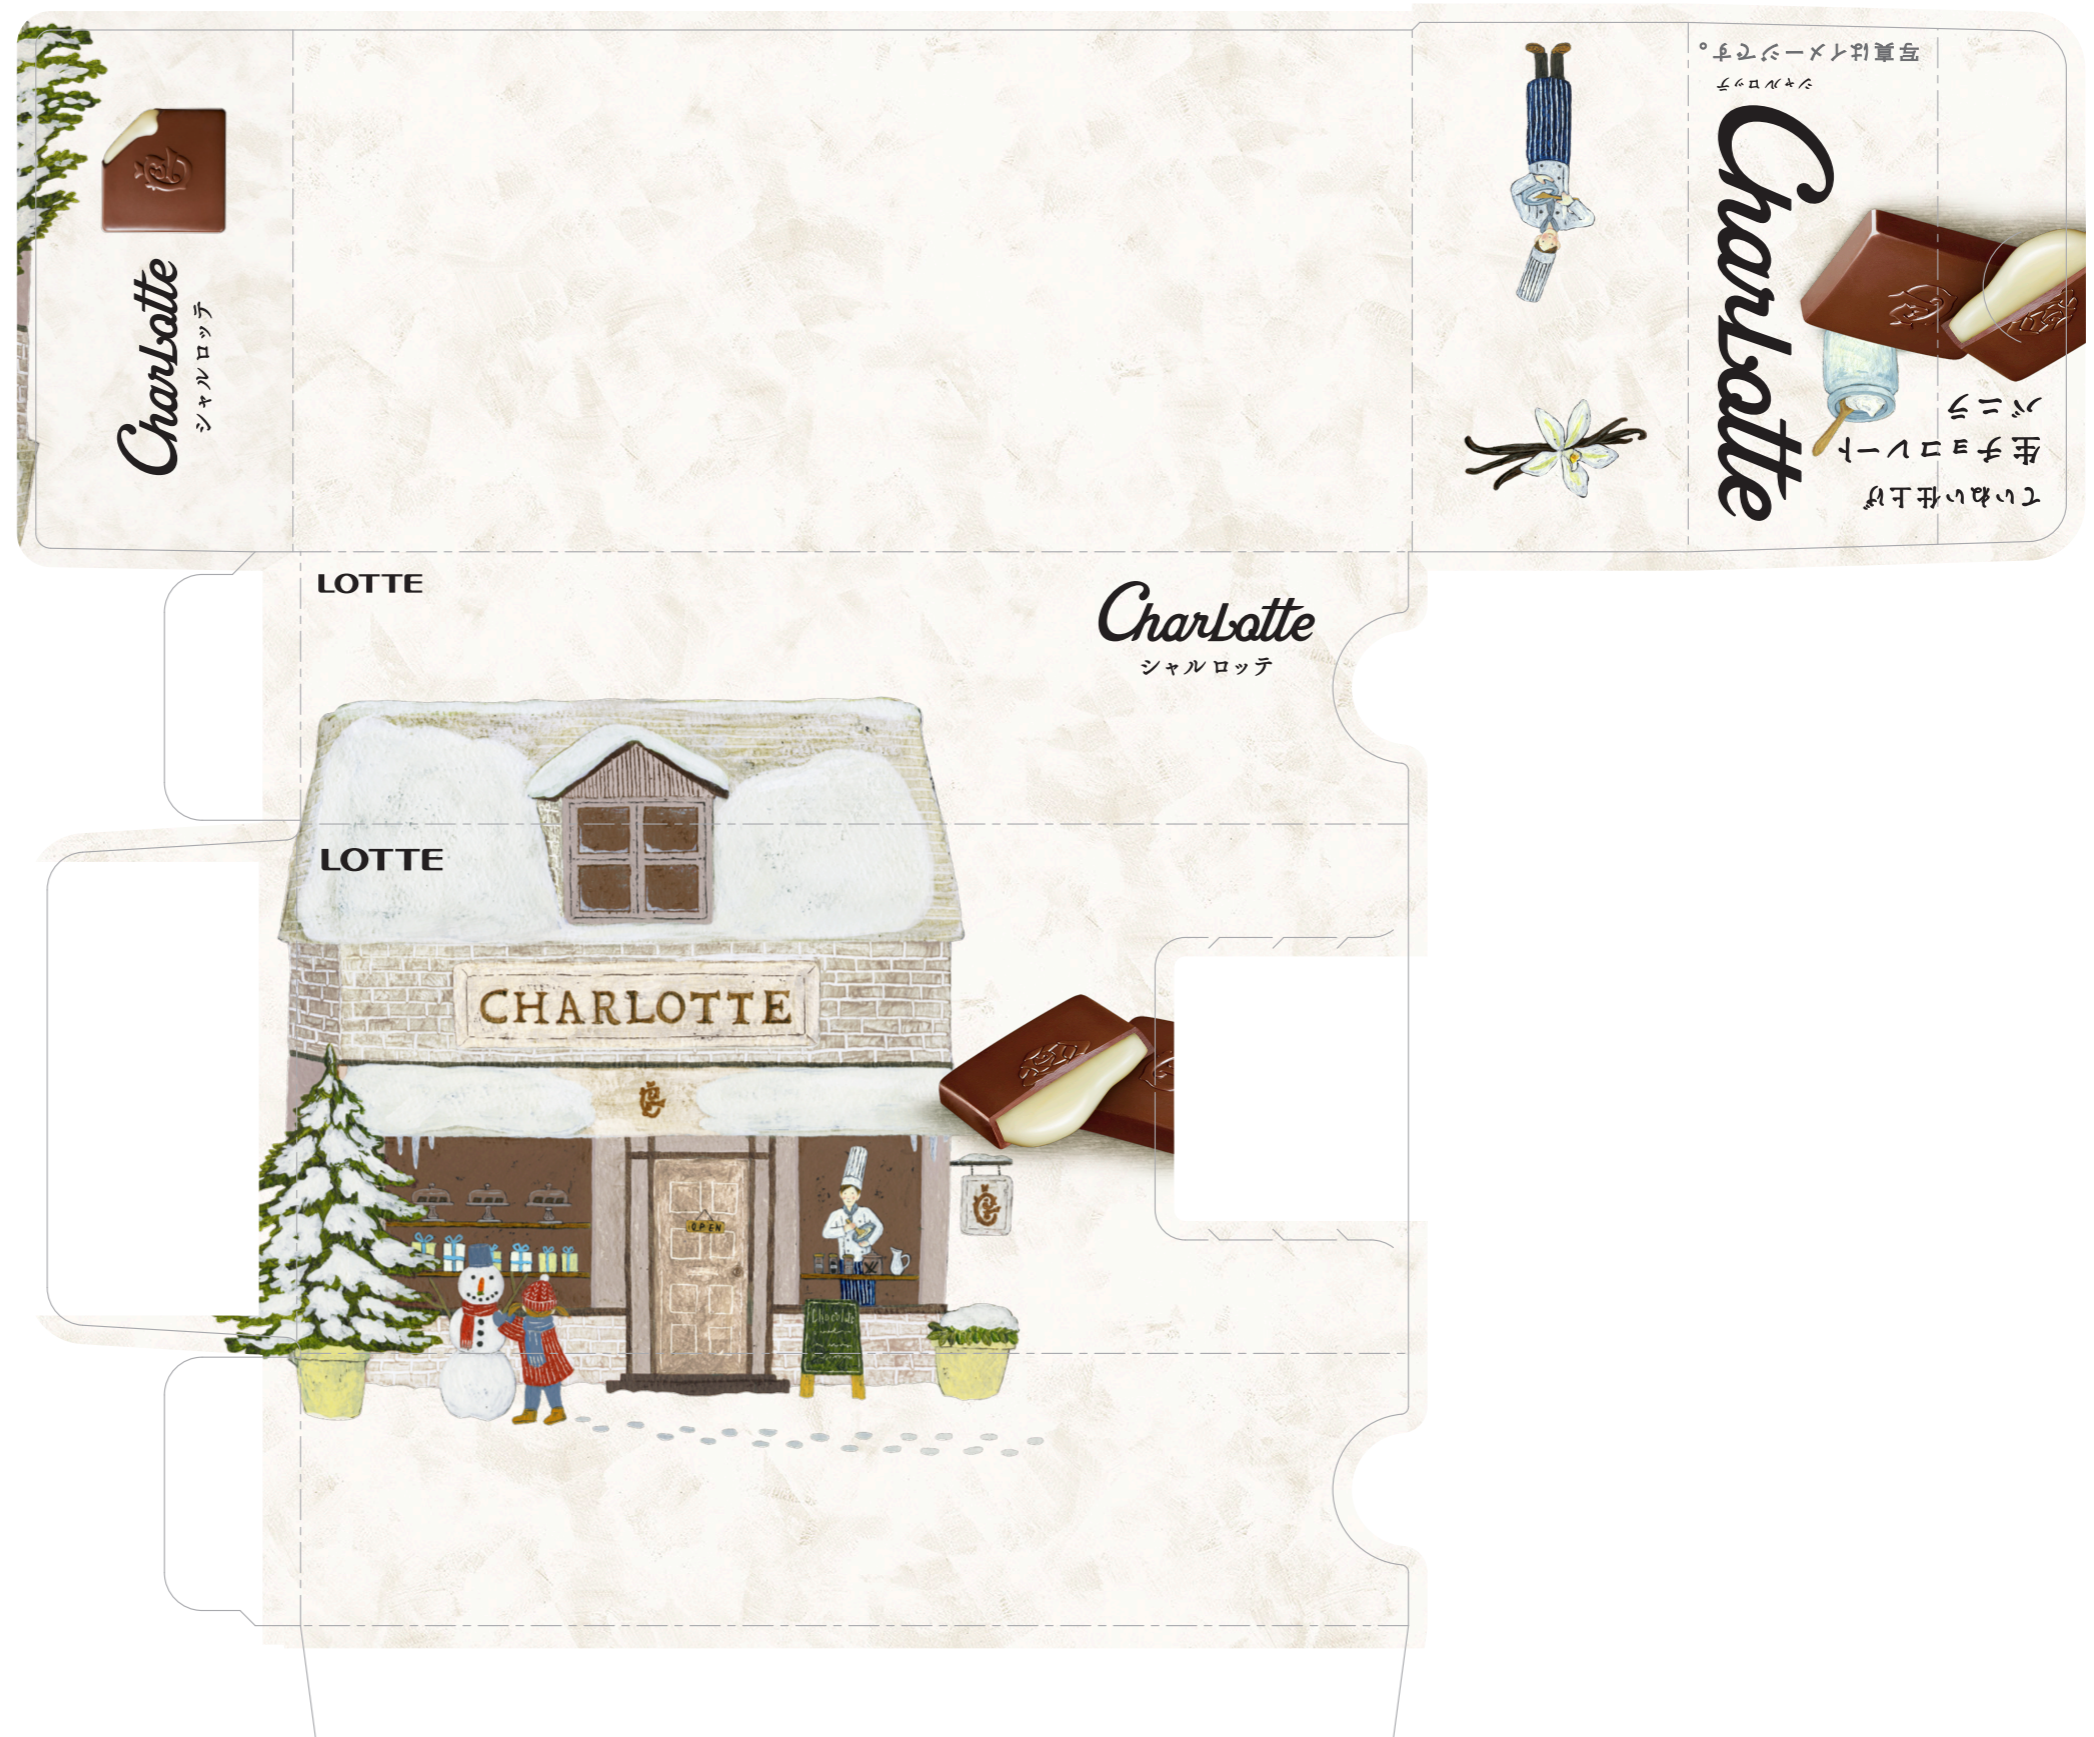 CharLotte
シャルロッテ
写真はイメージです。
シャルロッテ
CharLotte
ていねい仕上げ
生チョコレート
バニラ
LOTTE
CharLotte
シャルロッテ
LOTTE
CHARLOTTE
OPEN
Chocolate